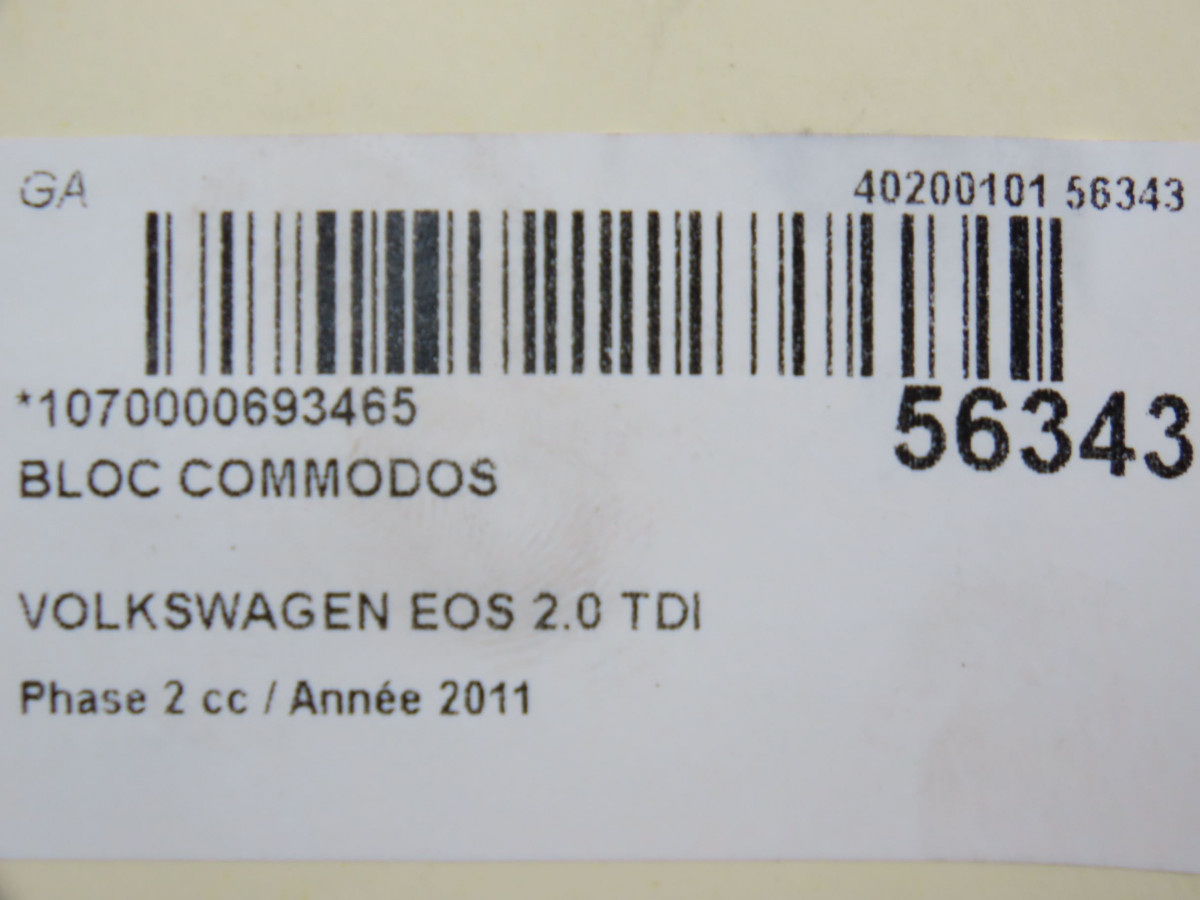 GA
40200101 56343
*1070000693465
56343
BLOC COMMODOS
VOLKSWAGEN EOS 2.0 TDI
Phase 2 cc / Année 2011